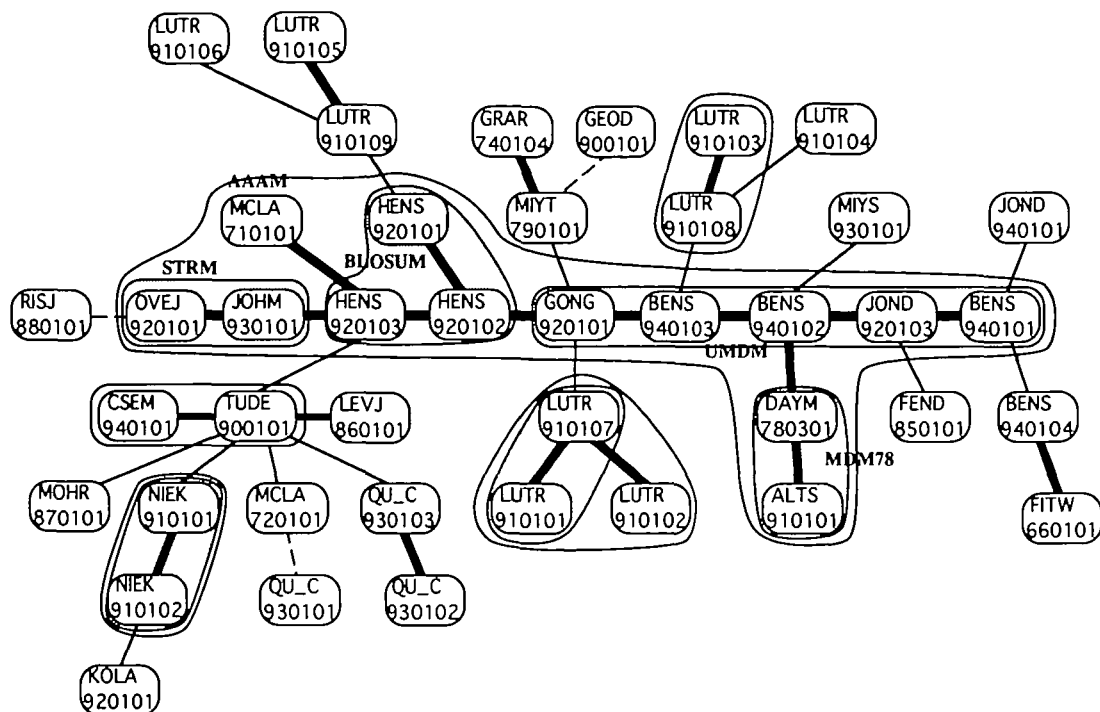 LUTR
910106
LUTR
910105
LUTR
910109
GRAR
740104
GEOD
900101
LUTR
910103
LUTR
910104
AAAM
MCLA
710101
HENS
920101
MIYT
790101
LUTR
910108
MIYS
930101
JOND
940101
STRM
BLOSUM
RISJ
880101
OVEJ
920101
JOHM
930101
HENS
920103
HENS
920102
GONG
920101
BENS
940103
BENS
940102
JOND
920103
BENS
940101
UMDM
CSEM
940101
TUDE
900101
LEVJ
860101
LUTR
910107
DAYM
780301
FEND
850101
BENS
940104
MDM78
MOHR
870101
NIEK
910101
MCLA
720101
QU_C
930103
LUTR
910101
LUTR
910102
ALTS
910101
FITW
660101
NIEK
910102
QU_C
930101
QU_C
930102
KOLA
920101